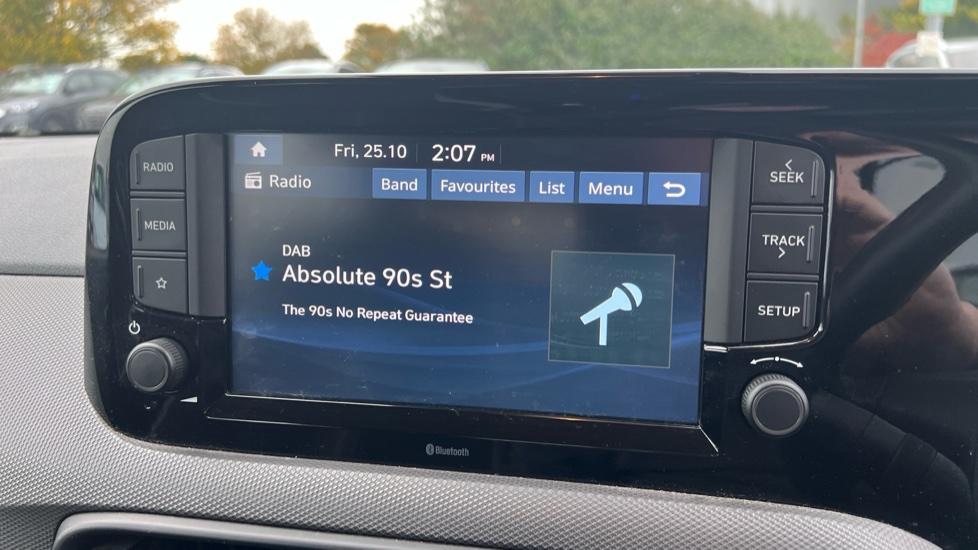 Fri, 25.10 2:07 PM
Radio Band Favourites List Menu
DAB
Absolute 90s St
The 90s No Repeat Guarantee
RADIO
MEDIA
SEEK
TRACK
SETUP
Bluetooth